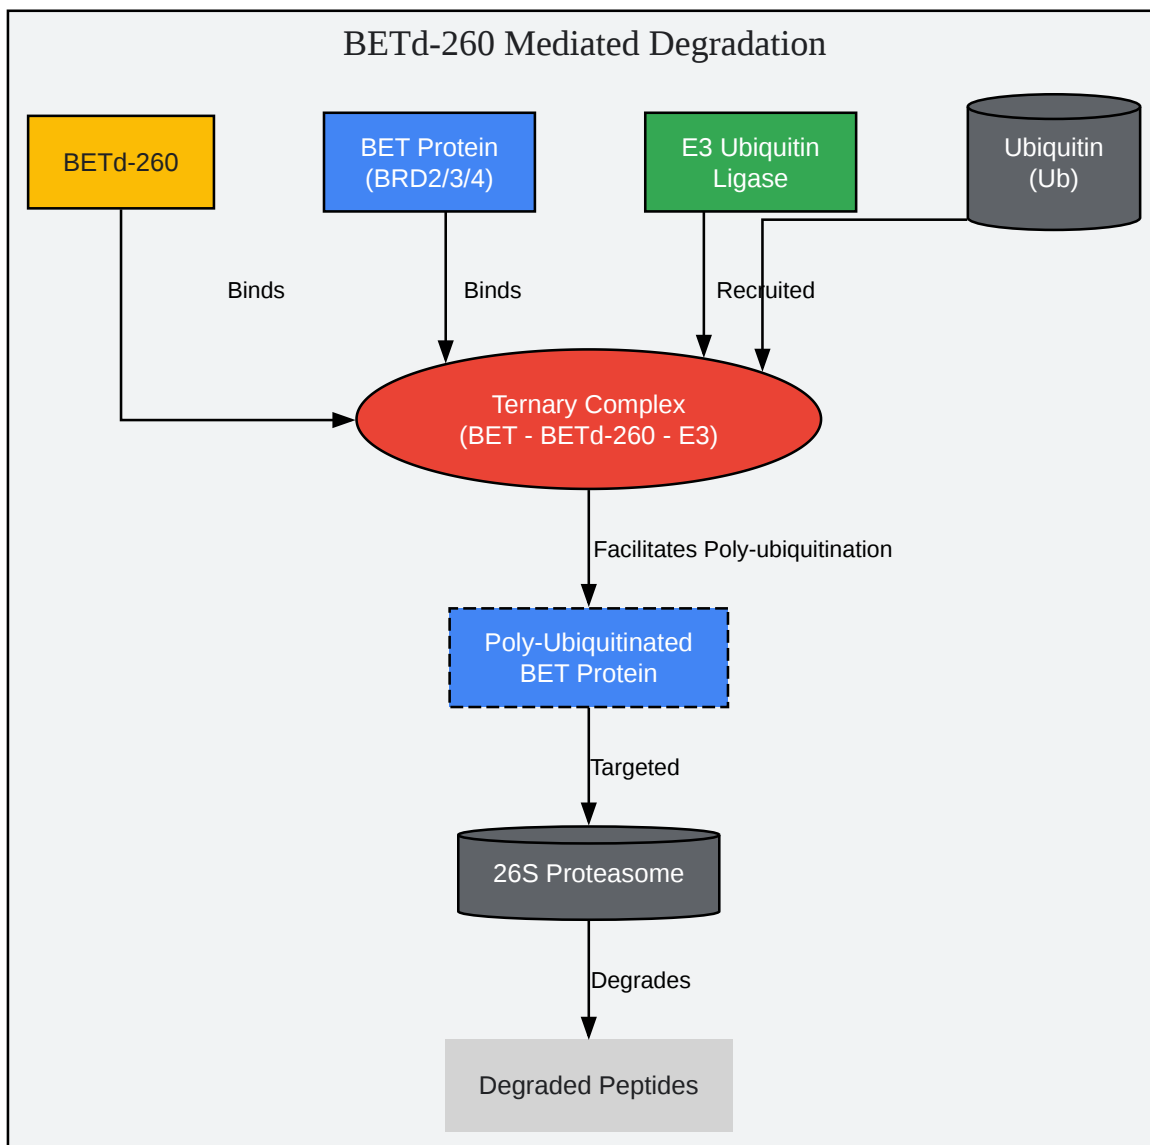 BETd-260 Mediated Degradation
BETd-260
BET Protein
(BRD2/3/4)
E3 Ubiquitin
Ligase
Ubiquitin
(Ub)
Binds
Binds
Recruited
Ternary Complex
(BET - BETd-260 - E3)
Facilitates Poly-ubiquitination
Poly-Ubiquitinated
BET Protein
Targeted
26S Proteasome
Degrades
Degraded Peptides